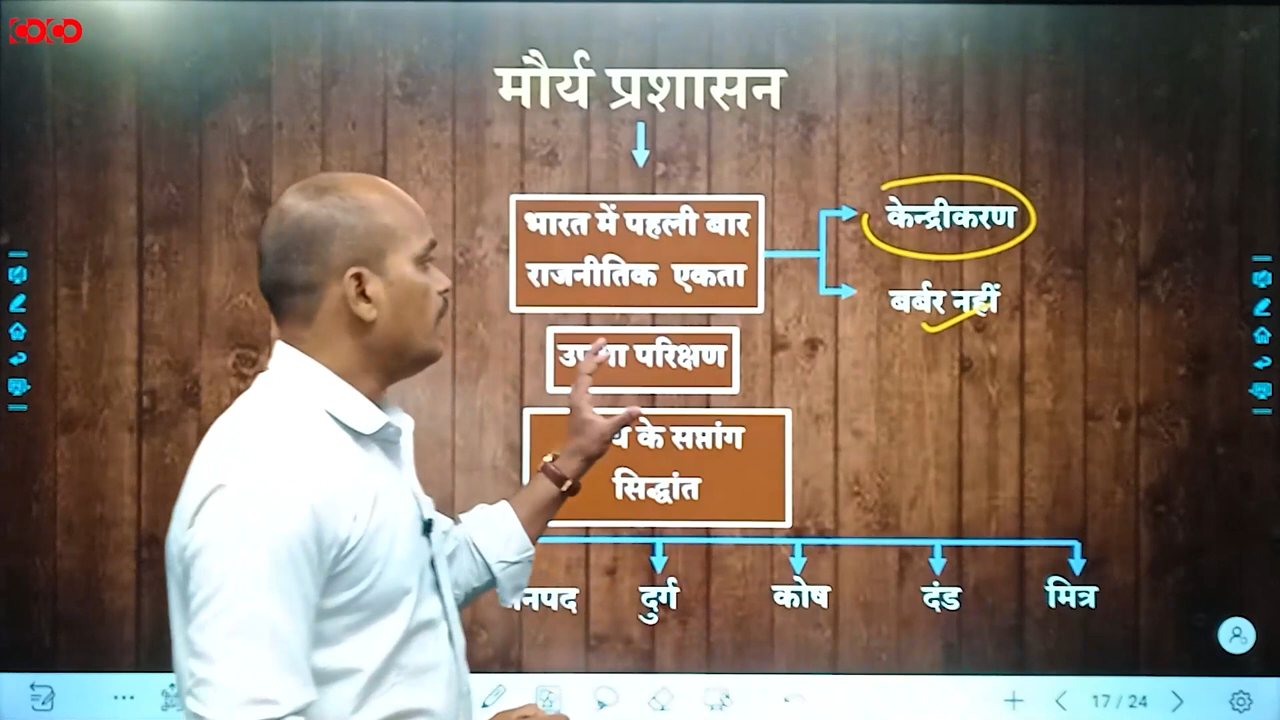 मौर्य प्रशासन
भारत में पहली बार
राजनीतिक एकता
केन्द्रीकरण
बर्बर नहीं
परिक्षण
के सप्तांग
सिद्धांत
दुर्ग
कोष
दंड
मित्र
17 / 24